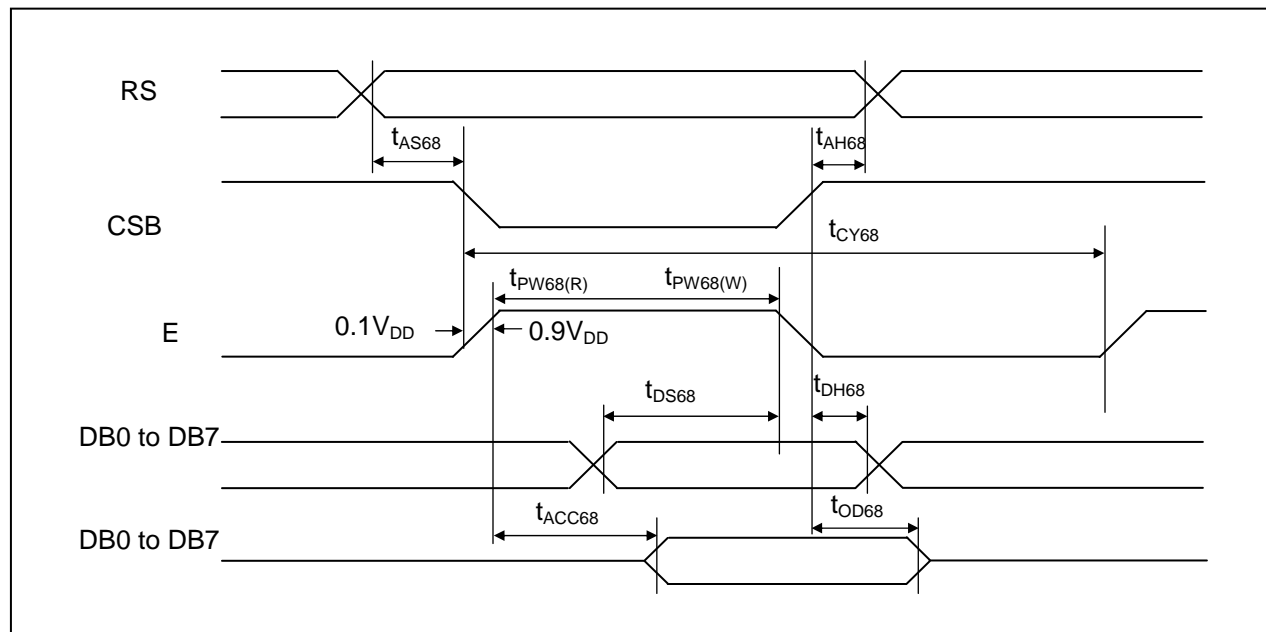 RS
tAS68
tAH68
CSB
tCY68
tPW68(R)
tPW68(W)
E
0.1VDD
0.9VDD
tDS68
tDH68
DB0 to DB7
tACC68
tOD68
DB0 to DB7